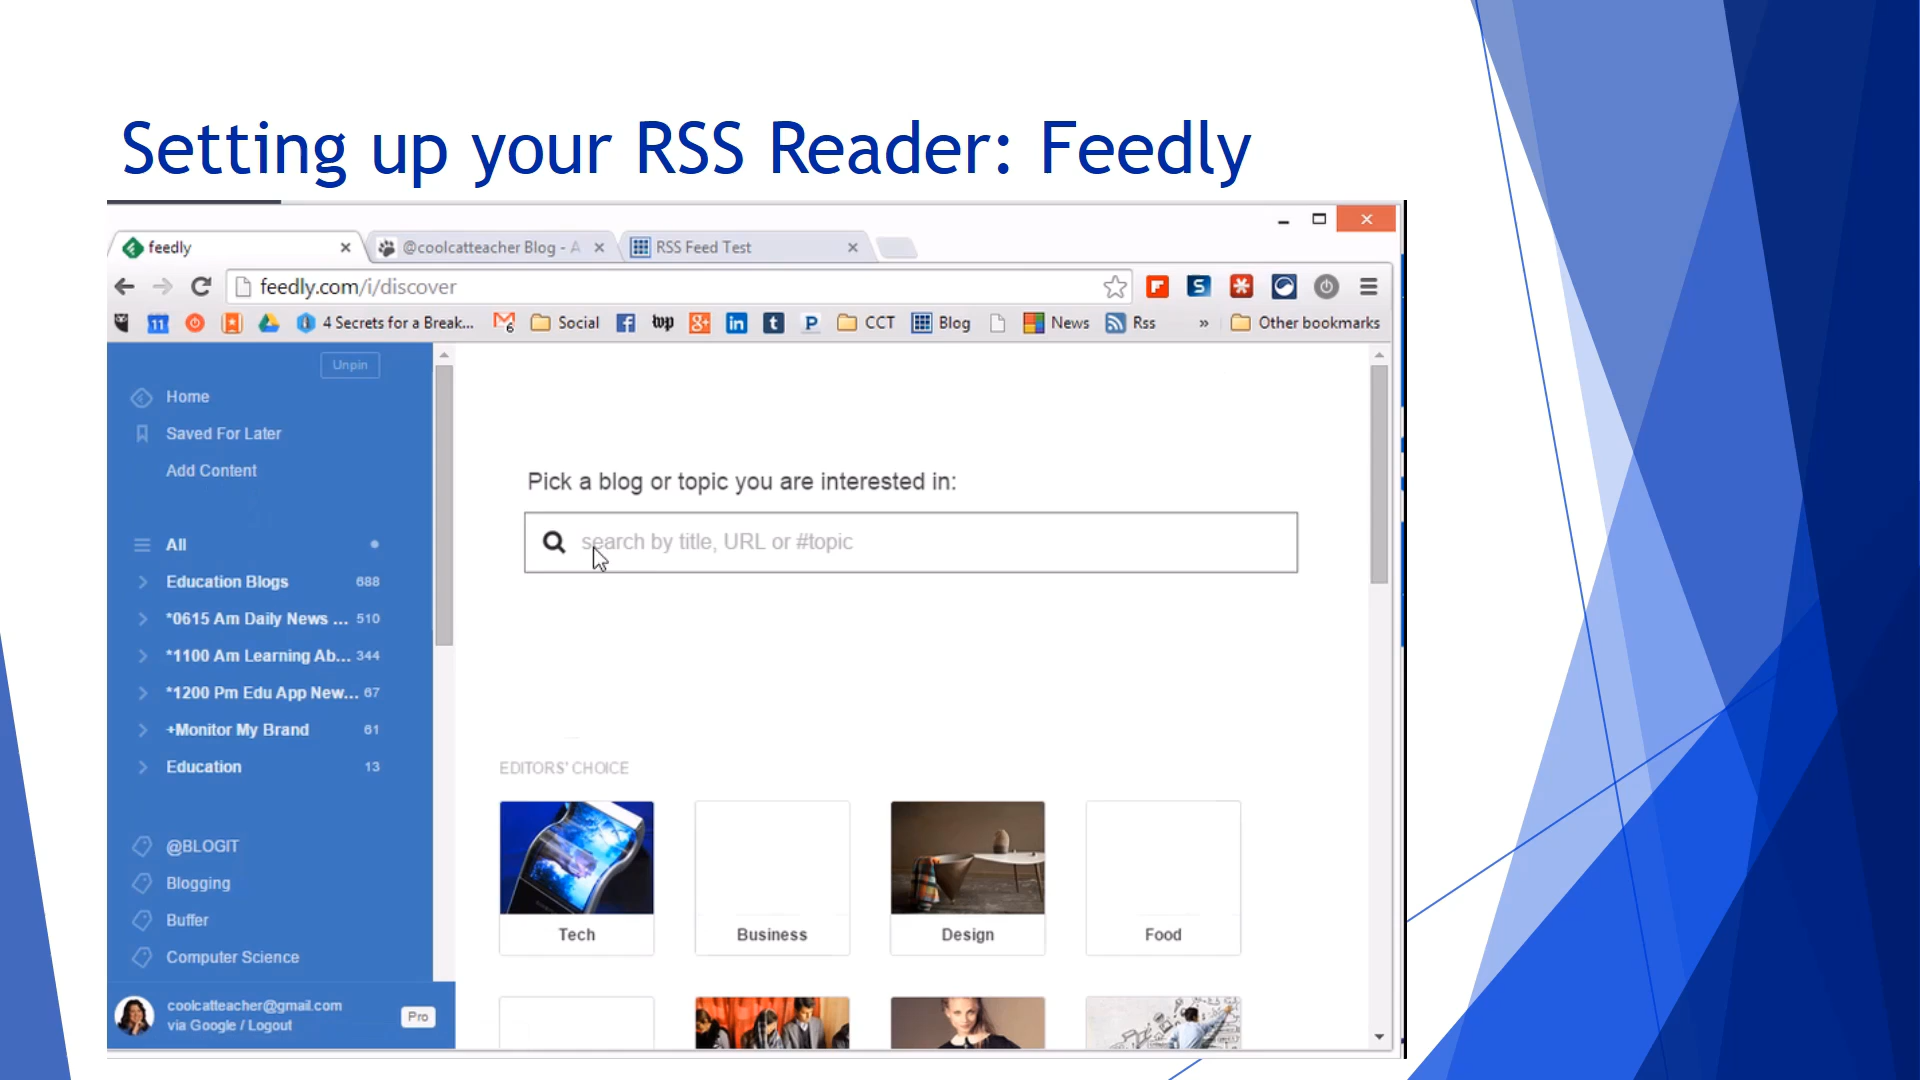 Setting up your RSS Reader: Feedly
feedly
@coolcatteacher Blog - A
RSS Feed Test
feedly.com/i/discover
11
4 Secrets for a Break...
6
Social
wp
g+
in
t
P
CCT
Blog
News
Rss
»
Other bookmarks
Unpin
Home
Saved For Later
Add Content
All
Education Blogs 688
*0615 Am Daily News ... 510
*1100 Am Learning Ab... 344
*1200 Pm Edu App New... 67
+Monitor My Brand 61
Education 13
@BLOGIT
Blogging
Buffer
Computer Science
coolcatteacher@gmail.com
via Google / Logout
Pro
Pick a blog or topic you are interested in:
search by title, URL or #topic
EDITORS' CHOICE
Tech
Business
Design
Food